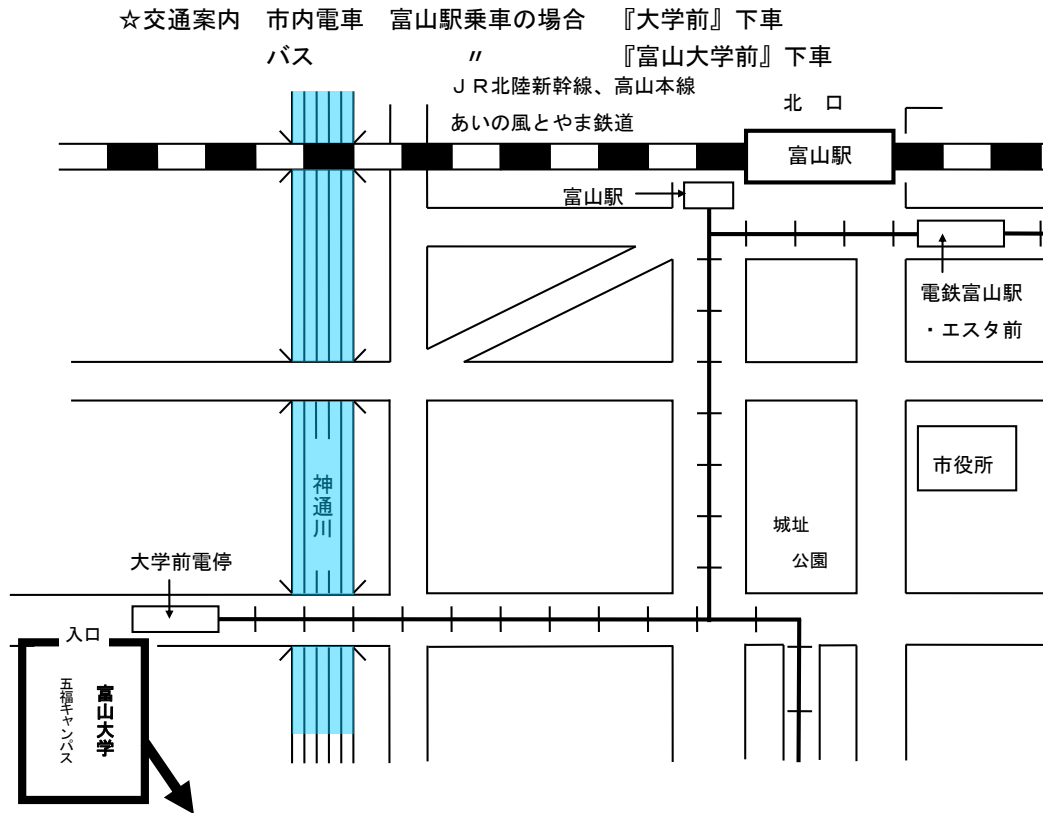 ☆交通案内 市内電車 富山駅乗車の場合 『大学前』下車
バス 〃 『富山大学前』下車
JR北陸新幹線、高山本線
あいの風とやま鉄道
北 口
富山駅
富山駅
電鉄富山駅
・エスタ前
市役所
神通川
城址
公園
大学前電停
入口
富山大学
五福キャンパス